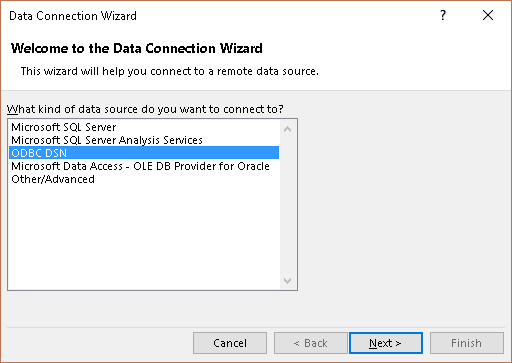 Data Connection Wizard ?
Welcome to the Data Connection Wizard
This wizard will help you connect to a remote data source.
What kind of data source do you want to connect to?
Microsoft SQL Server
Microsoft SQL Server Analysis Services
ODBC DSN
Microsoft Data Access - OLE DB Provider for Oracle
Other/Advanced
Cancel < Back Next > Finish